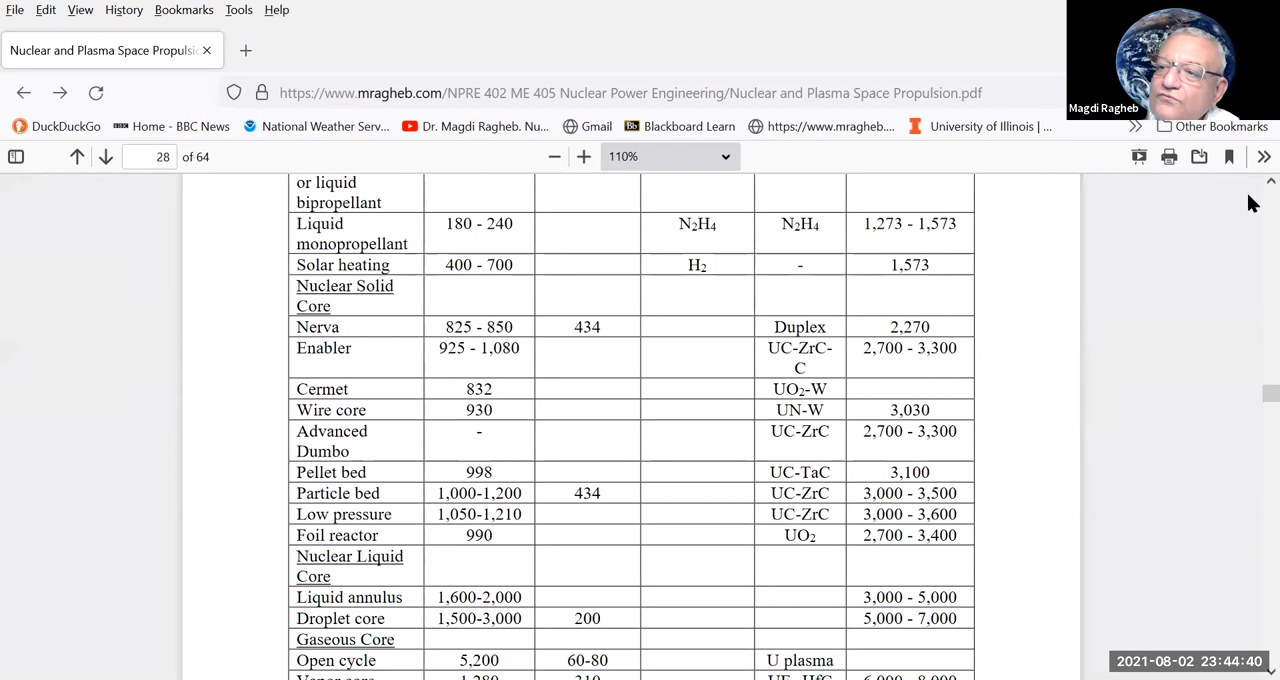 File Edit View History Bookmarks Tools Help
Nuclear and Plasma Space Propulsi
https://www.mragheb.com/NPRE 402 ME 405 Nuclear Power Engineering/Nuclear and Plasma Space Propulsion.pdf
Magdi Ragheb
DuckDuckGo BBC Home - BBC News National Weather Serv... Dr. Magdi Ragheb. Nu... Gmail Bb Blackboard Learn https://www.mragheb.... University of Illinois |... Other Bookmarks
28 of 64 110%
or liquid
bipropellant
Liquid 180 - 240 N2H4 N2H4 1,273 - 1,573
monopropellant
Solar heating 400 - 700 H2 - 1,573
Nuclear Solid
Core
Nerva 825 - 850 434 Duplex 2,270
Enabler 925 - 1,080 UC-ZrC- 2,700 - 3,300
C
Cermet 832 UO2-W
Wire core 930 UN-W 3,030
Advanced - UC-ZrC 2,700 - 3,300
Dumbo
Pellet bed 998 UC-TaC 3,100
Particle bed 1,000-1,200 434 UC-ZrC 3,000 - 3,500
Low pressure 1,050-1,210 UC-ZrC 3,000 - 3,600
Foil reactor 990 UO2 2,700 - 3,400
Nuclear Liquid
Core
Liquid annulus 1,600-2,000 3,000 - 5,000
Droplet core 1,500-3,000 200 5,000 - 7,000
Gaseous Core
Open cycle 5,200 60-80 U plasma
2021-08-02 23:44:40